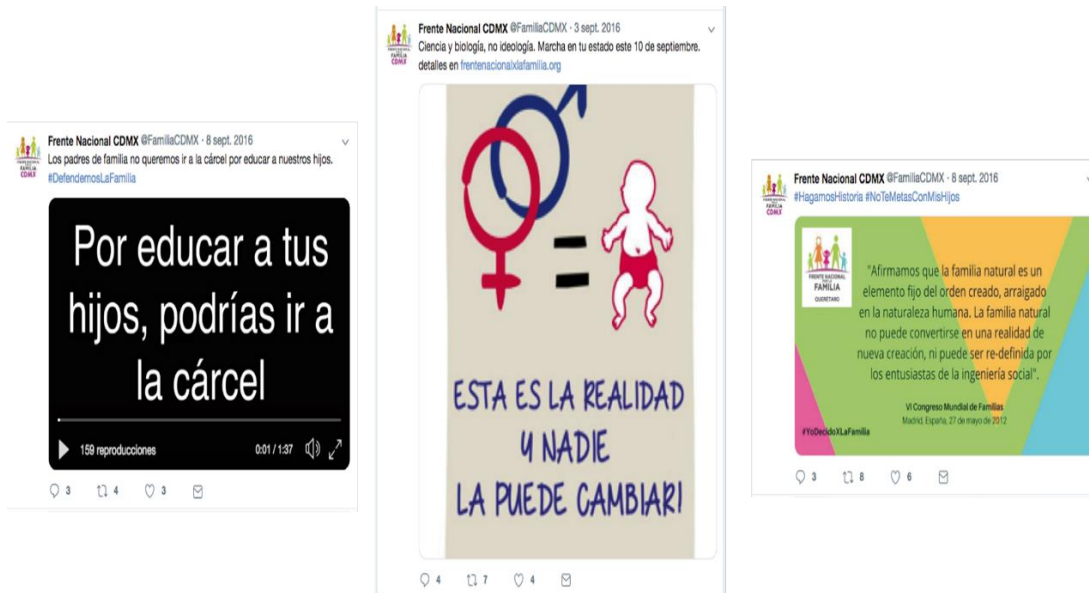 Frente Nacional CDMX @FamiliaCDMX · 8 sept. 2016
Los padres de familia no queremos ir a la cárcel por educar a nuestros hijos.
#DefendemosLaFamilia
Por educar a tus
hijos, podrías ir a
la cárcel
159 reproducciones
0:01 / 1:37
3 4 3
Frente Nacional CDMX @FamiliaCDMX · 3 sept. 2016
Ciencia y biología, no ideología. Marcha en tu estado este 10 de septiembre.
detalles en frentenacionalxlafamilia.org
ESTA ES LA REALIDAD
Y NADIE
LA PUEDE CAMBIAR!
4 7 4
Frente Nacional CDMX @FamiliaCDMX · 8 sept. 2016
#HagamosHistoria #NoTeMetasConMisHijos
FRENTE NACIONAL
FAMILIA
QUERÉTARO
"Afirmamos que la familia natural es un
elemento fijo del orden creado, arraigado
en la naturaleza humana. La familia natural
no puede convertirse en una realidad de
nueva creación, ni puede ser re-definida por
los entusiastas de la ingeniería social".
VI Congreso Mundial de Familias
Madrid, España, 27 de mayo de 2012
#YoDecidoXLaFamilia
3 8 6